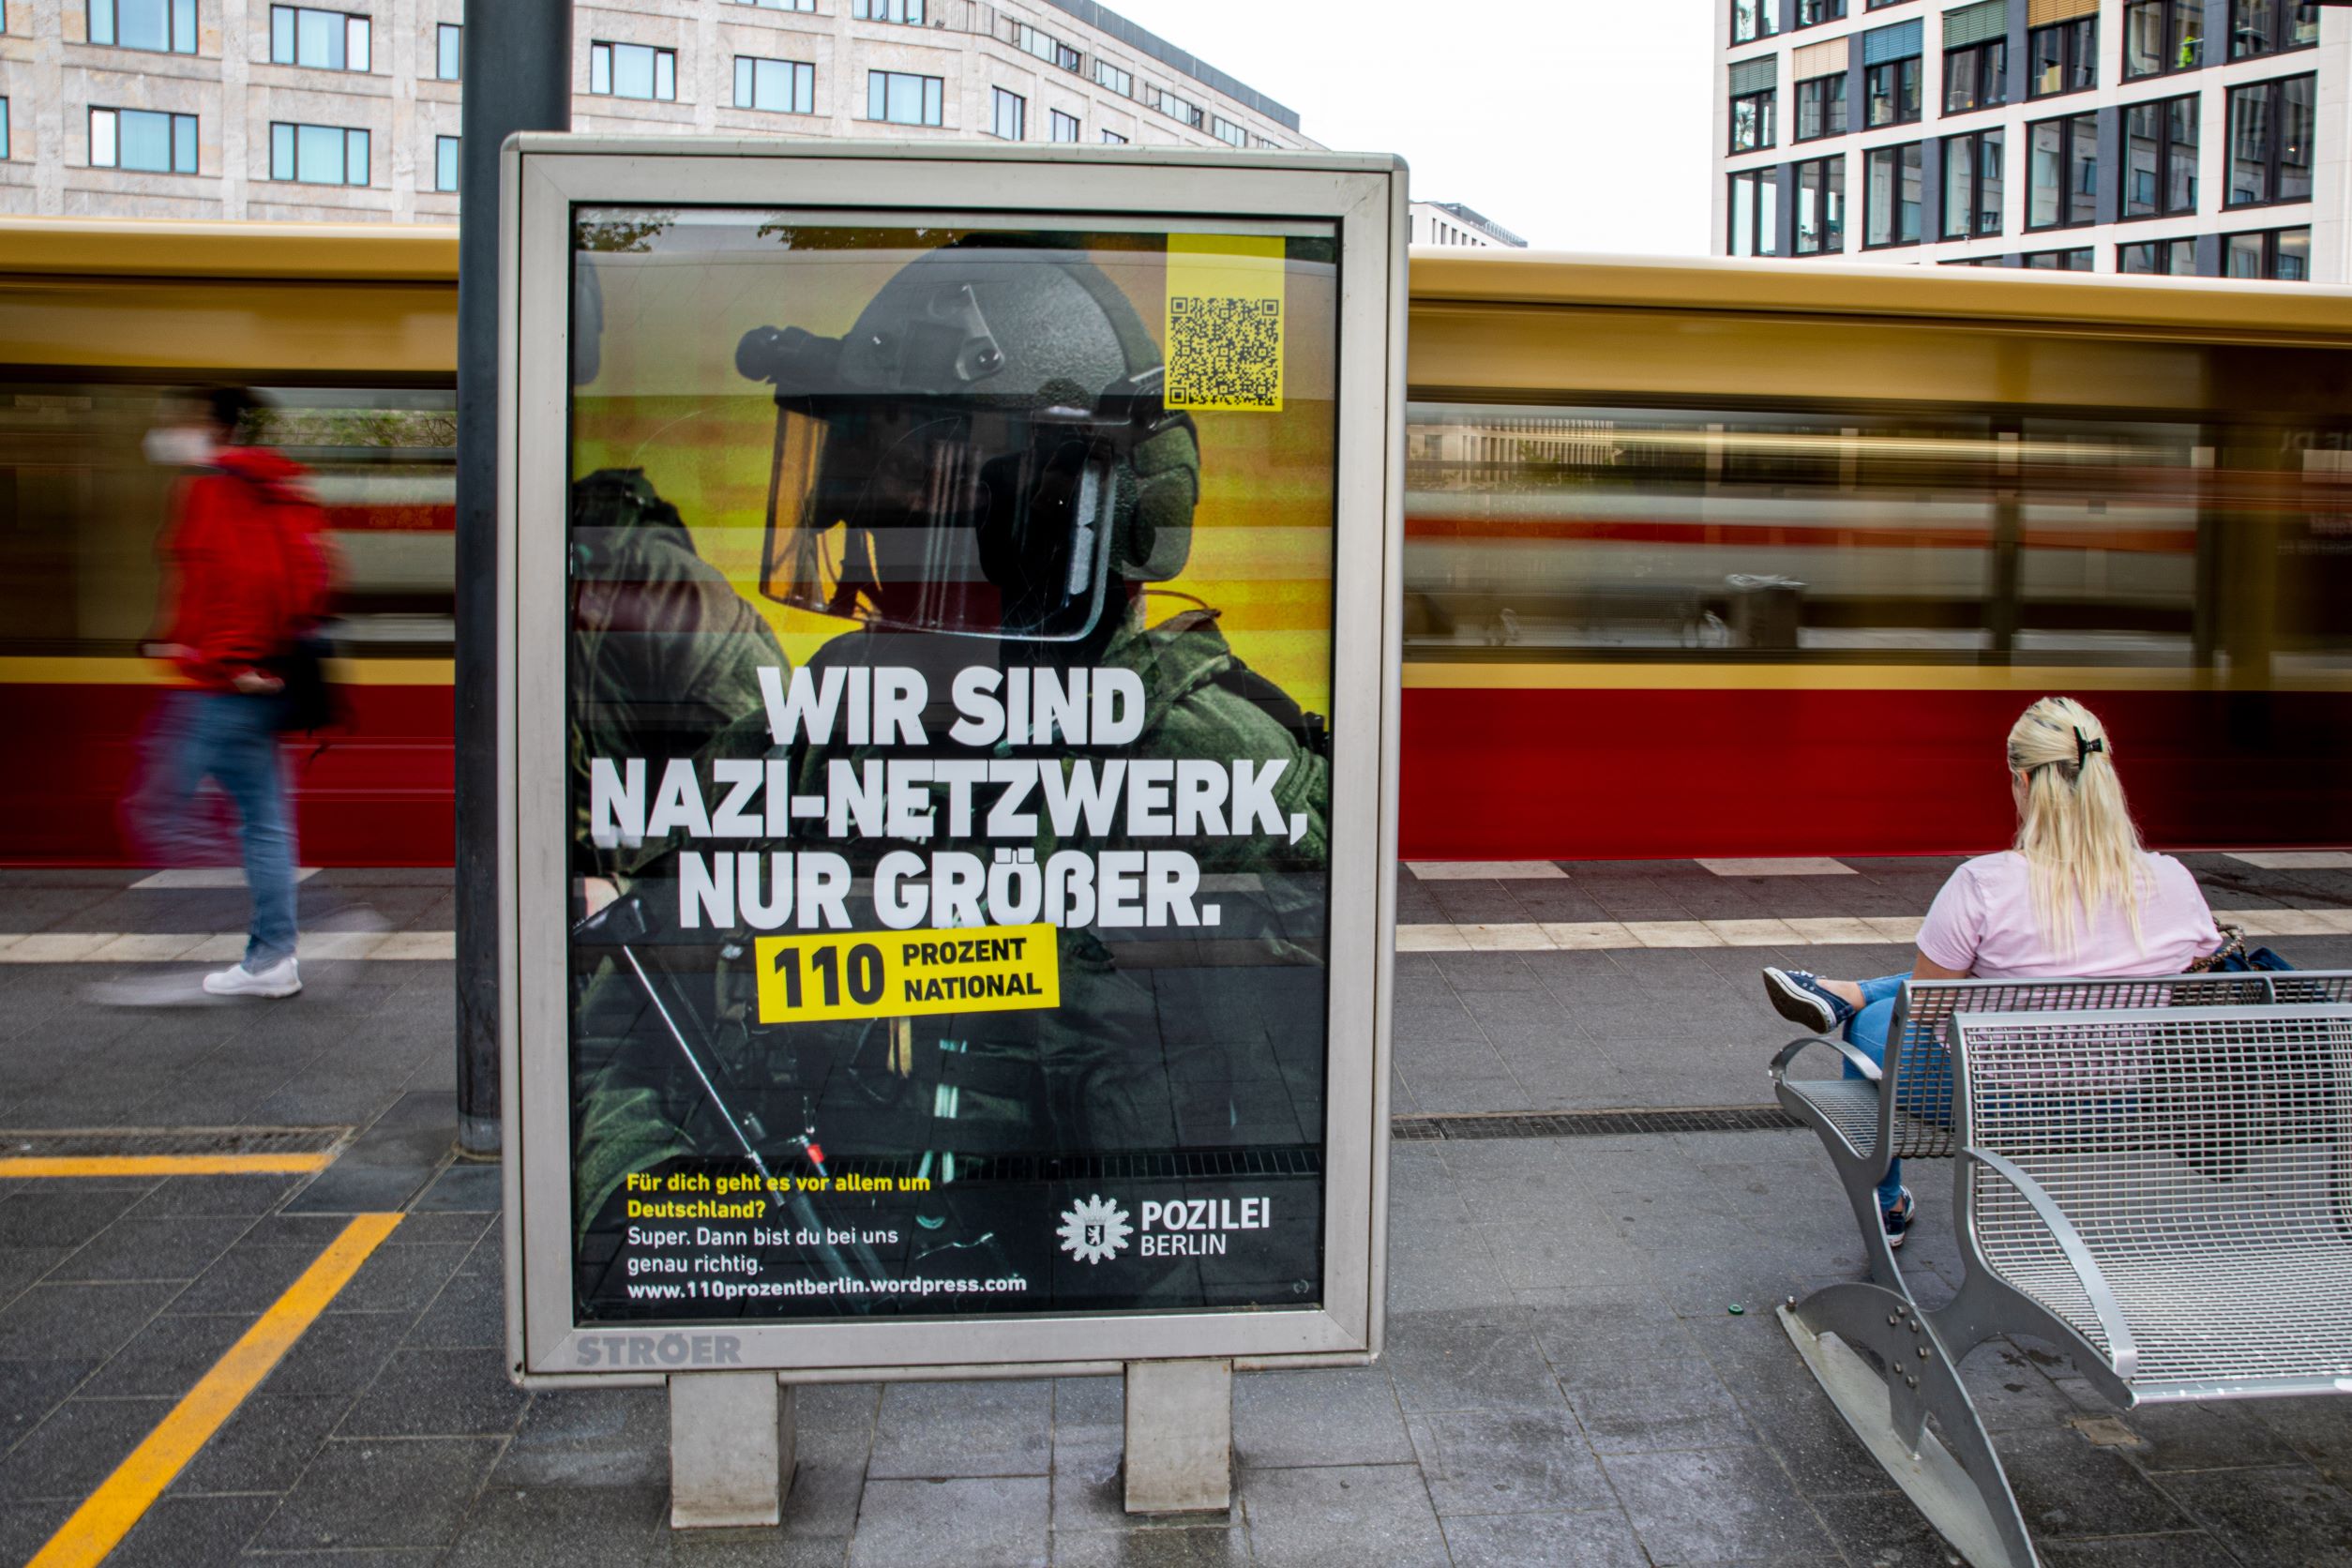 WIR SIND
NAZI-NETZWERK,
NUR GRÖßER.
110 PROZENT
NATIONAL
Für dich geht es vor allem um
Deutschland?
Super. Dann bist du bei uns
genau richtig.
www.110prozentberlin.wordpress.com
POZILEI
BERLIN
STRÖER